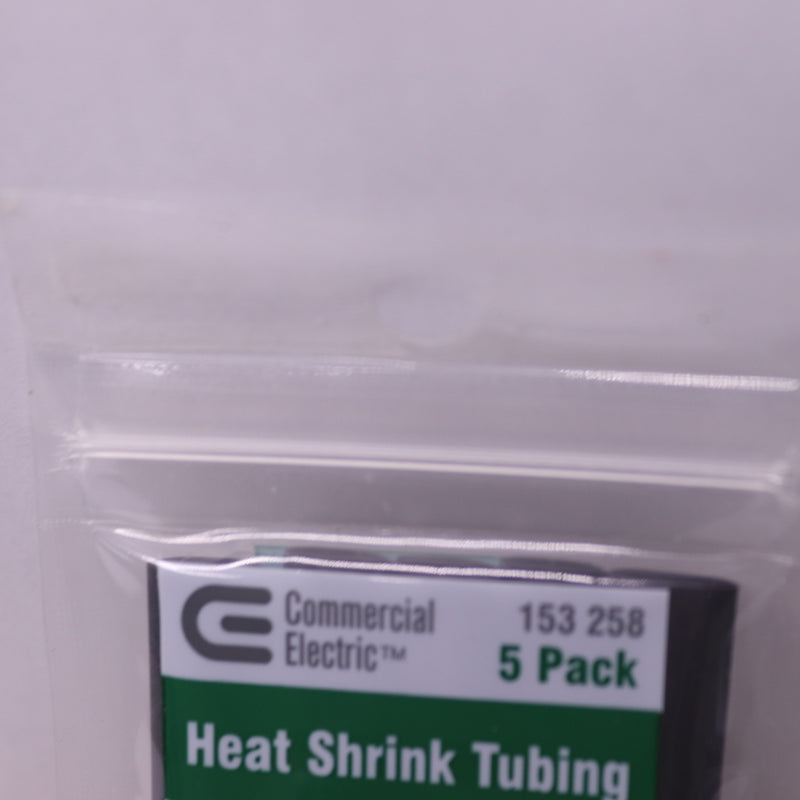 Commercial
Electric™
153 258
5 Pack
Heat Shrink Tubing